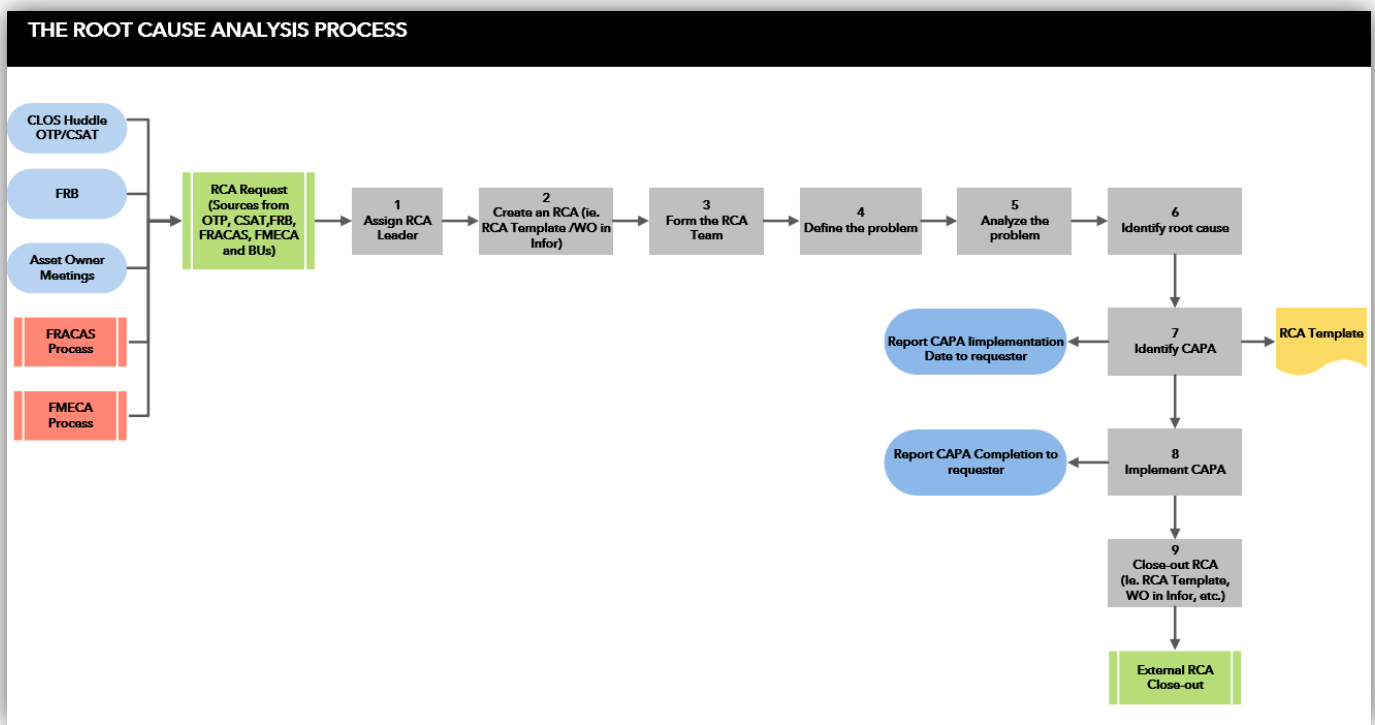 THE ROOT CAUSE ANALYSIS PROCESS
CLOS Huddle
OTP/CSAT
FRB
Asset Owner
Meetings
FRACAS
Process
FMECA
Process
RCA Request
(Sources from
OTP, CSAT,FRB,
FRACAS, FMECA
and BUs)
1
Assign RCA
Leader
2
Create an RCA (ie.
RCA Template /WO in
Infor)
3
Form the RCA
Team
4
Define the problem
5
Analyze the
problem
6
Identify root cause
7
Identify CAPA
RCA Template
Report CAPA Iimplementation
Date to requester
8
Implement CAPA
Report CAPA Completion to
requester
9
Close-out RCA
(Ie. RCA Template,
WO in Infor, etc.)
External RCA
Close-out